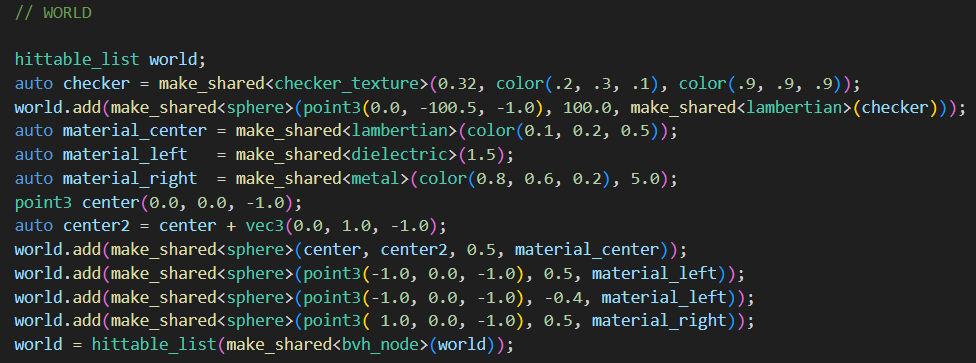 // WORLD
hittable_list world;
auto checker = make_shared<checker_texture>(0.32, color(.2, .3, .1), color(.9, .9, .9));
world.add(make_shared<sphere>(point3(0.0, -100.5, -1.0), 100.0, make_shared<lambertian>(checker)));
auto material_center = make_shared<lambertian>(color(0.1, 0.2, 0.5));
auto material_left   = make_shared<dielectric>(1.5);
auto material_right  = make_shared<metal>(color(0.8, 0.6, 0.2), 5.0);
point3 center(0.0, 0.0, -1.0);
auto center2 = center + vec3(0.0, 1.0, -1.0);
world.add(make_shared<sphere>(center, center2, 0.5, material_center));
world.add(make_shared<sphere>(point3(-1.0, 0.0, -1.0), 0.5, material_left));
world.add(make_shared<sphere>(point3(-1.0, 0.0, -1.0), -0.4, material_left));
world.add(make_shared<sphere>(point3( 1.0, 0.0, -1.0), 0.5, material_right));
world = hittable_list(make_shared<bvh_node>(world));